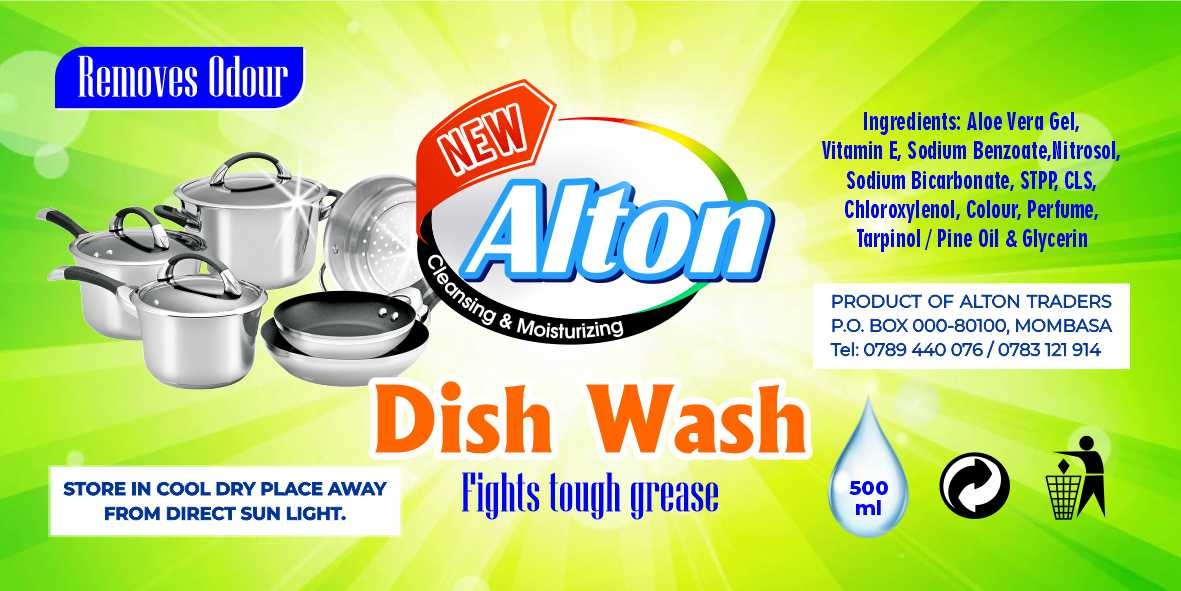 Removes Odour
NEW
Alton
Cleansing & Moisturizing
Dish Wash
Fights tough grease
STORE IN COOL DRY PLACE AWAY
FROM DIRECT SUN LIGHT.
Ingredients: Aloe Vera Gel,
Vitamin E, Sodium Benzoate,Nitrosol,
Sodium Bicarbonate, STPP, CLS,
Chloroxylenol, Colour, Perfume,
Tarpinol / Pine Oil & Glycerin
PRODUCT OF ALTON TRADERS
P.O. BOX 000-80100, MOMBASA
Tel: 0789 440 076 / 0783 121 914
500
ml